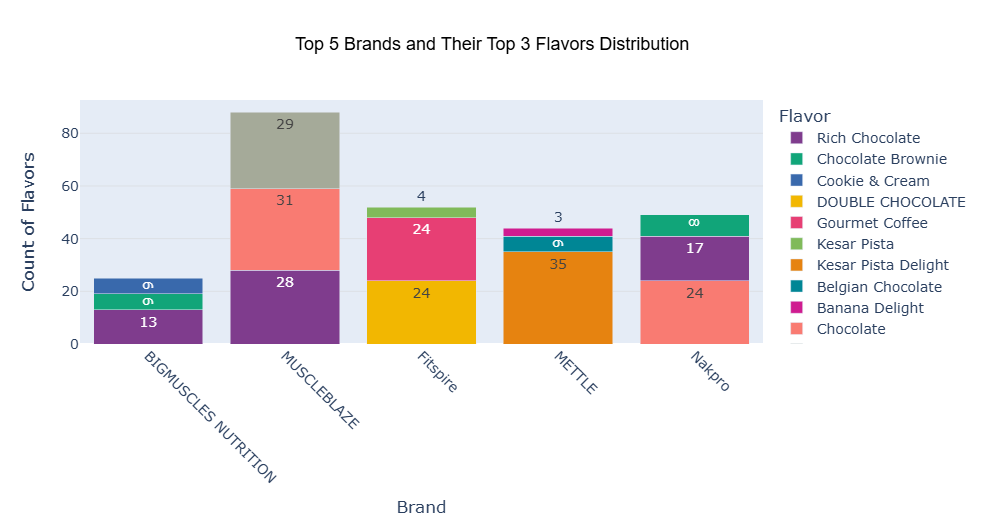 Top 5 Brands and Their Top 3 Flavors Distribution
Count of Flavors
80
60
40
20
0
6
6
13
29
31
28
4
24
24
3
6
35
8
17
24
BIGMUSCLES NUTRITION
MUSCLEBLAZE
Fitspire
METTLE
Nakpro
Brand
Flavor
Rich Chocolate
Chocolate Brownie
Cookie & Cream
DOUBLE CHOCOLATE
Gourmet Coffee
Kesar Pista
Kesar Pista Delight
Belgian Chocolate
Banana Delight
Chocolate